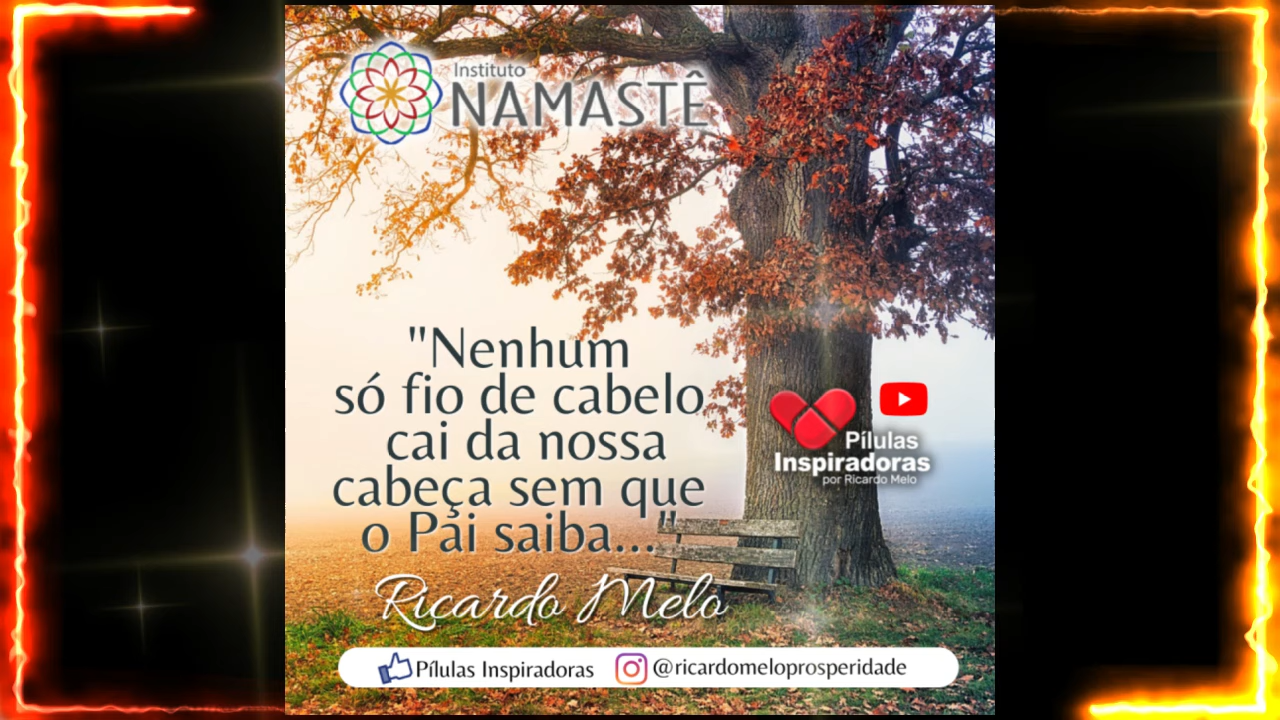 Instituto
NAMASTÊ
"Nenhum
só fio de cabelo
cai da nossa
cabeça sem que
o Pai saiba..."
Ricardo Melo
Pílulas
Inspiradoras
por Ricardo Melo
Pílulas Inspiradoras @ricardomeloprosperidade